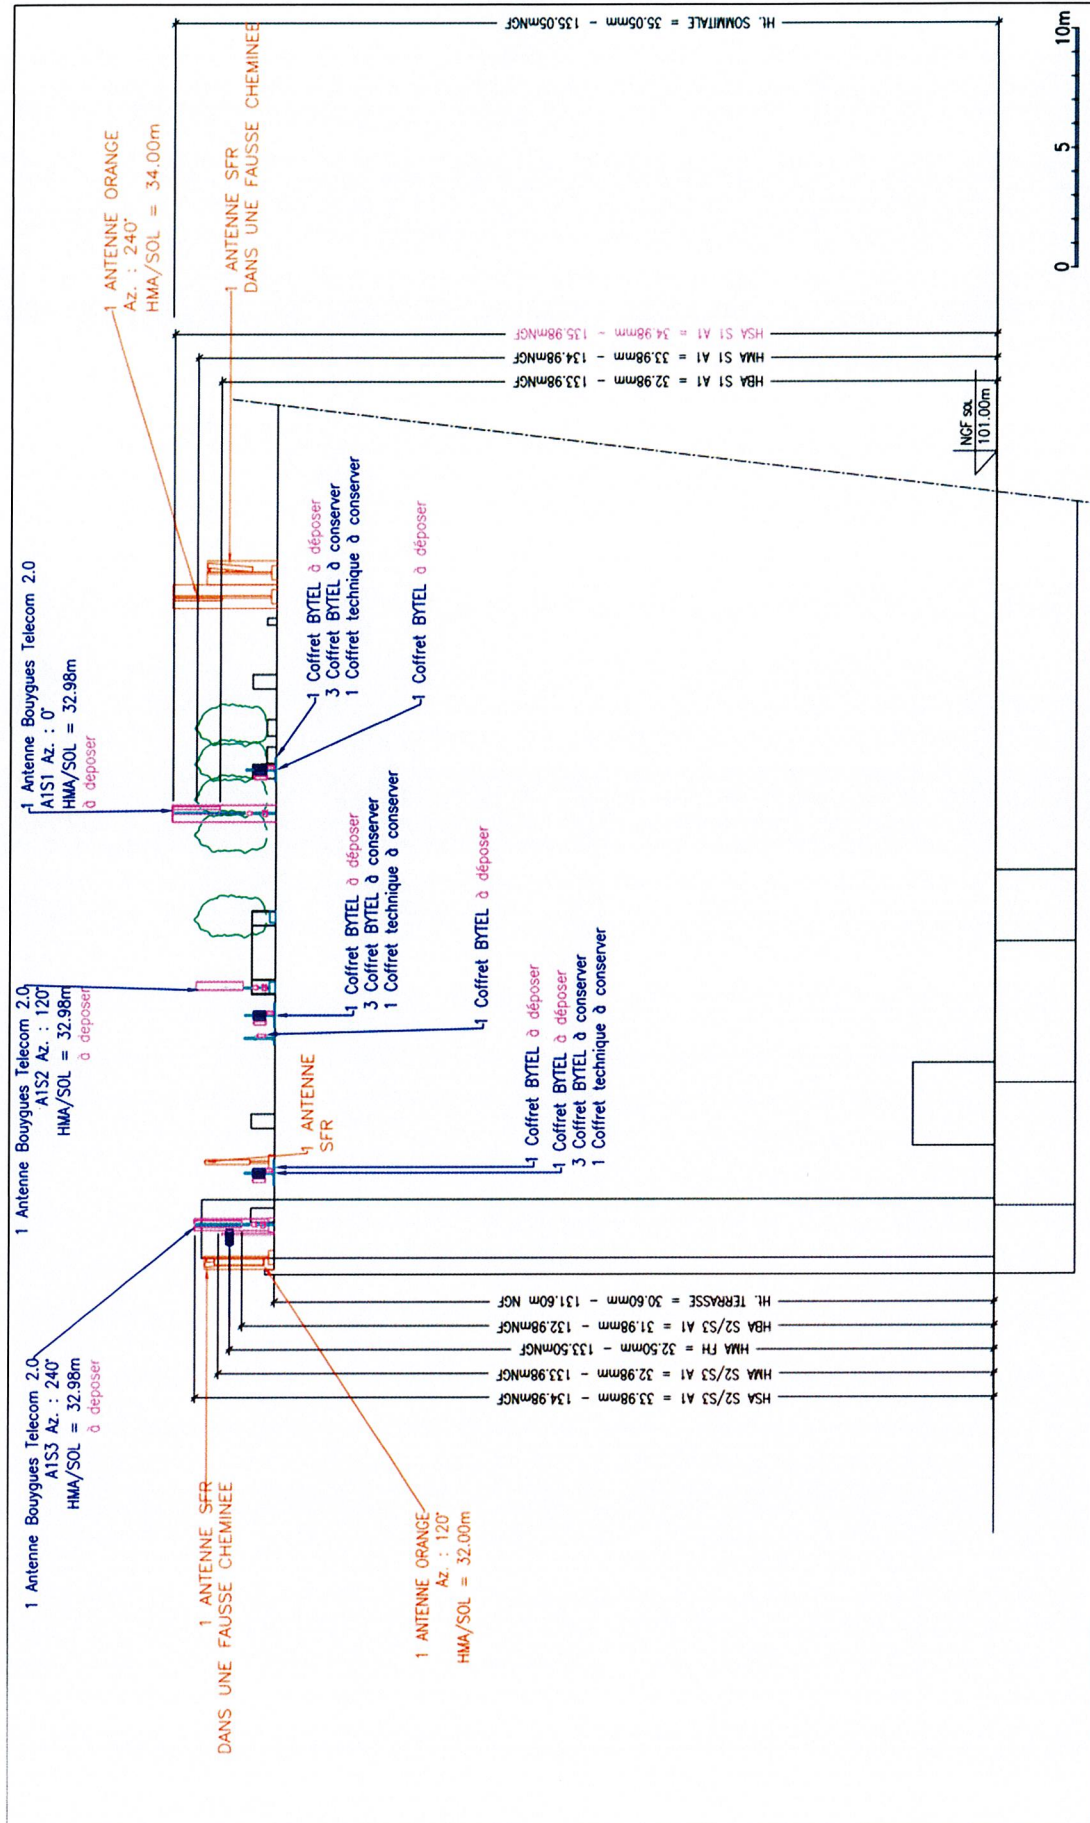 1 Antenne Bouygues Telecom 2.0
A1S3 Az. : 240°
HMA/SOL = 32.98m
à deposer
1 Antenne Bouygues Telecom 2.0
A1S2 Az. : 120°
HMA/SOL = 32.98m
à deposer
1 Antenne Bouygues Telecom 2.0
A1S1 Az. : 0°
HMA/SOL = 32.98m
à deposer
1 ANTENNE ORANGE
Az. : 240°
HMA/SOL = 34.00m
1 ANTENNE SFR
DANS UNE FAUSSE CHEMINEE
1 ANTENNE SFR
DANS UNE FAUSSE CHEMINEE
1 ANTENNE ORANGE
Az. : 120°
HMA/SOL = 32.00m
1 ANTENNE
SFR
1 Coffret BYTEL à déposer
3 Coffret BYTEL à conserver
1 Coffret technique à conserver
1 Coffret BYTEL à déposer
1 Coffret BYTEL à déposer
3 Coffret BYTEL à conserver
1 Coffret technique à conserver
1 Coffret BYTEL à déposer
1 Coffret BYTEL à déposer
1 Coffret BYTEL à déposer
3 Coffret BYTEL à conserver
1 Coffret technique à conserver
HSA S2/S3 A1 = 33.98mm - 134.98mNGF
HMA S2/S3 A1 = 32.98mm - 133.98mNGF
HMA FH = 32.50mm - 133.50mNGF
HBA S2/S3 A1 = 31.98mm - 132.98mNGF
Ht. TERRASSE = 30.60mm - 131.60m NGF
HBA S1 A1 = 32.98mm - 133.98mNGF
HMA S1 A1 = 33.98mm - 134.98mNGF
HSA S1 A1 = 34.98mm - 135.98mNGF
Ht. SOMMITALE = 35.05mm - 135.05mNGF
NGF SOL
101.00m
0 5 10m